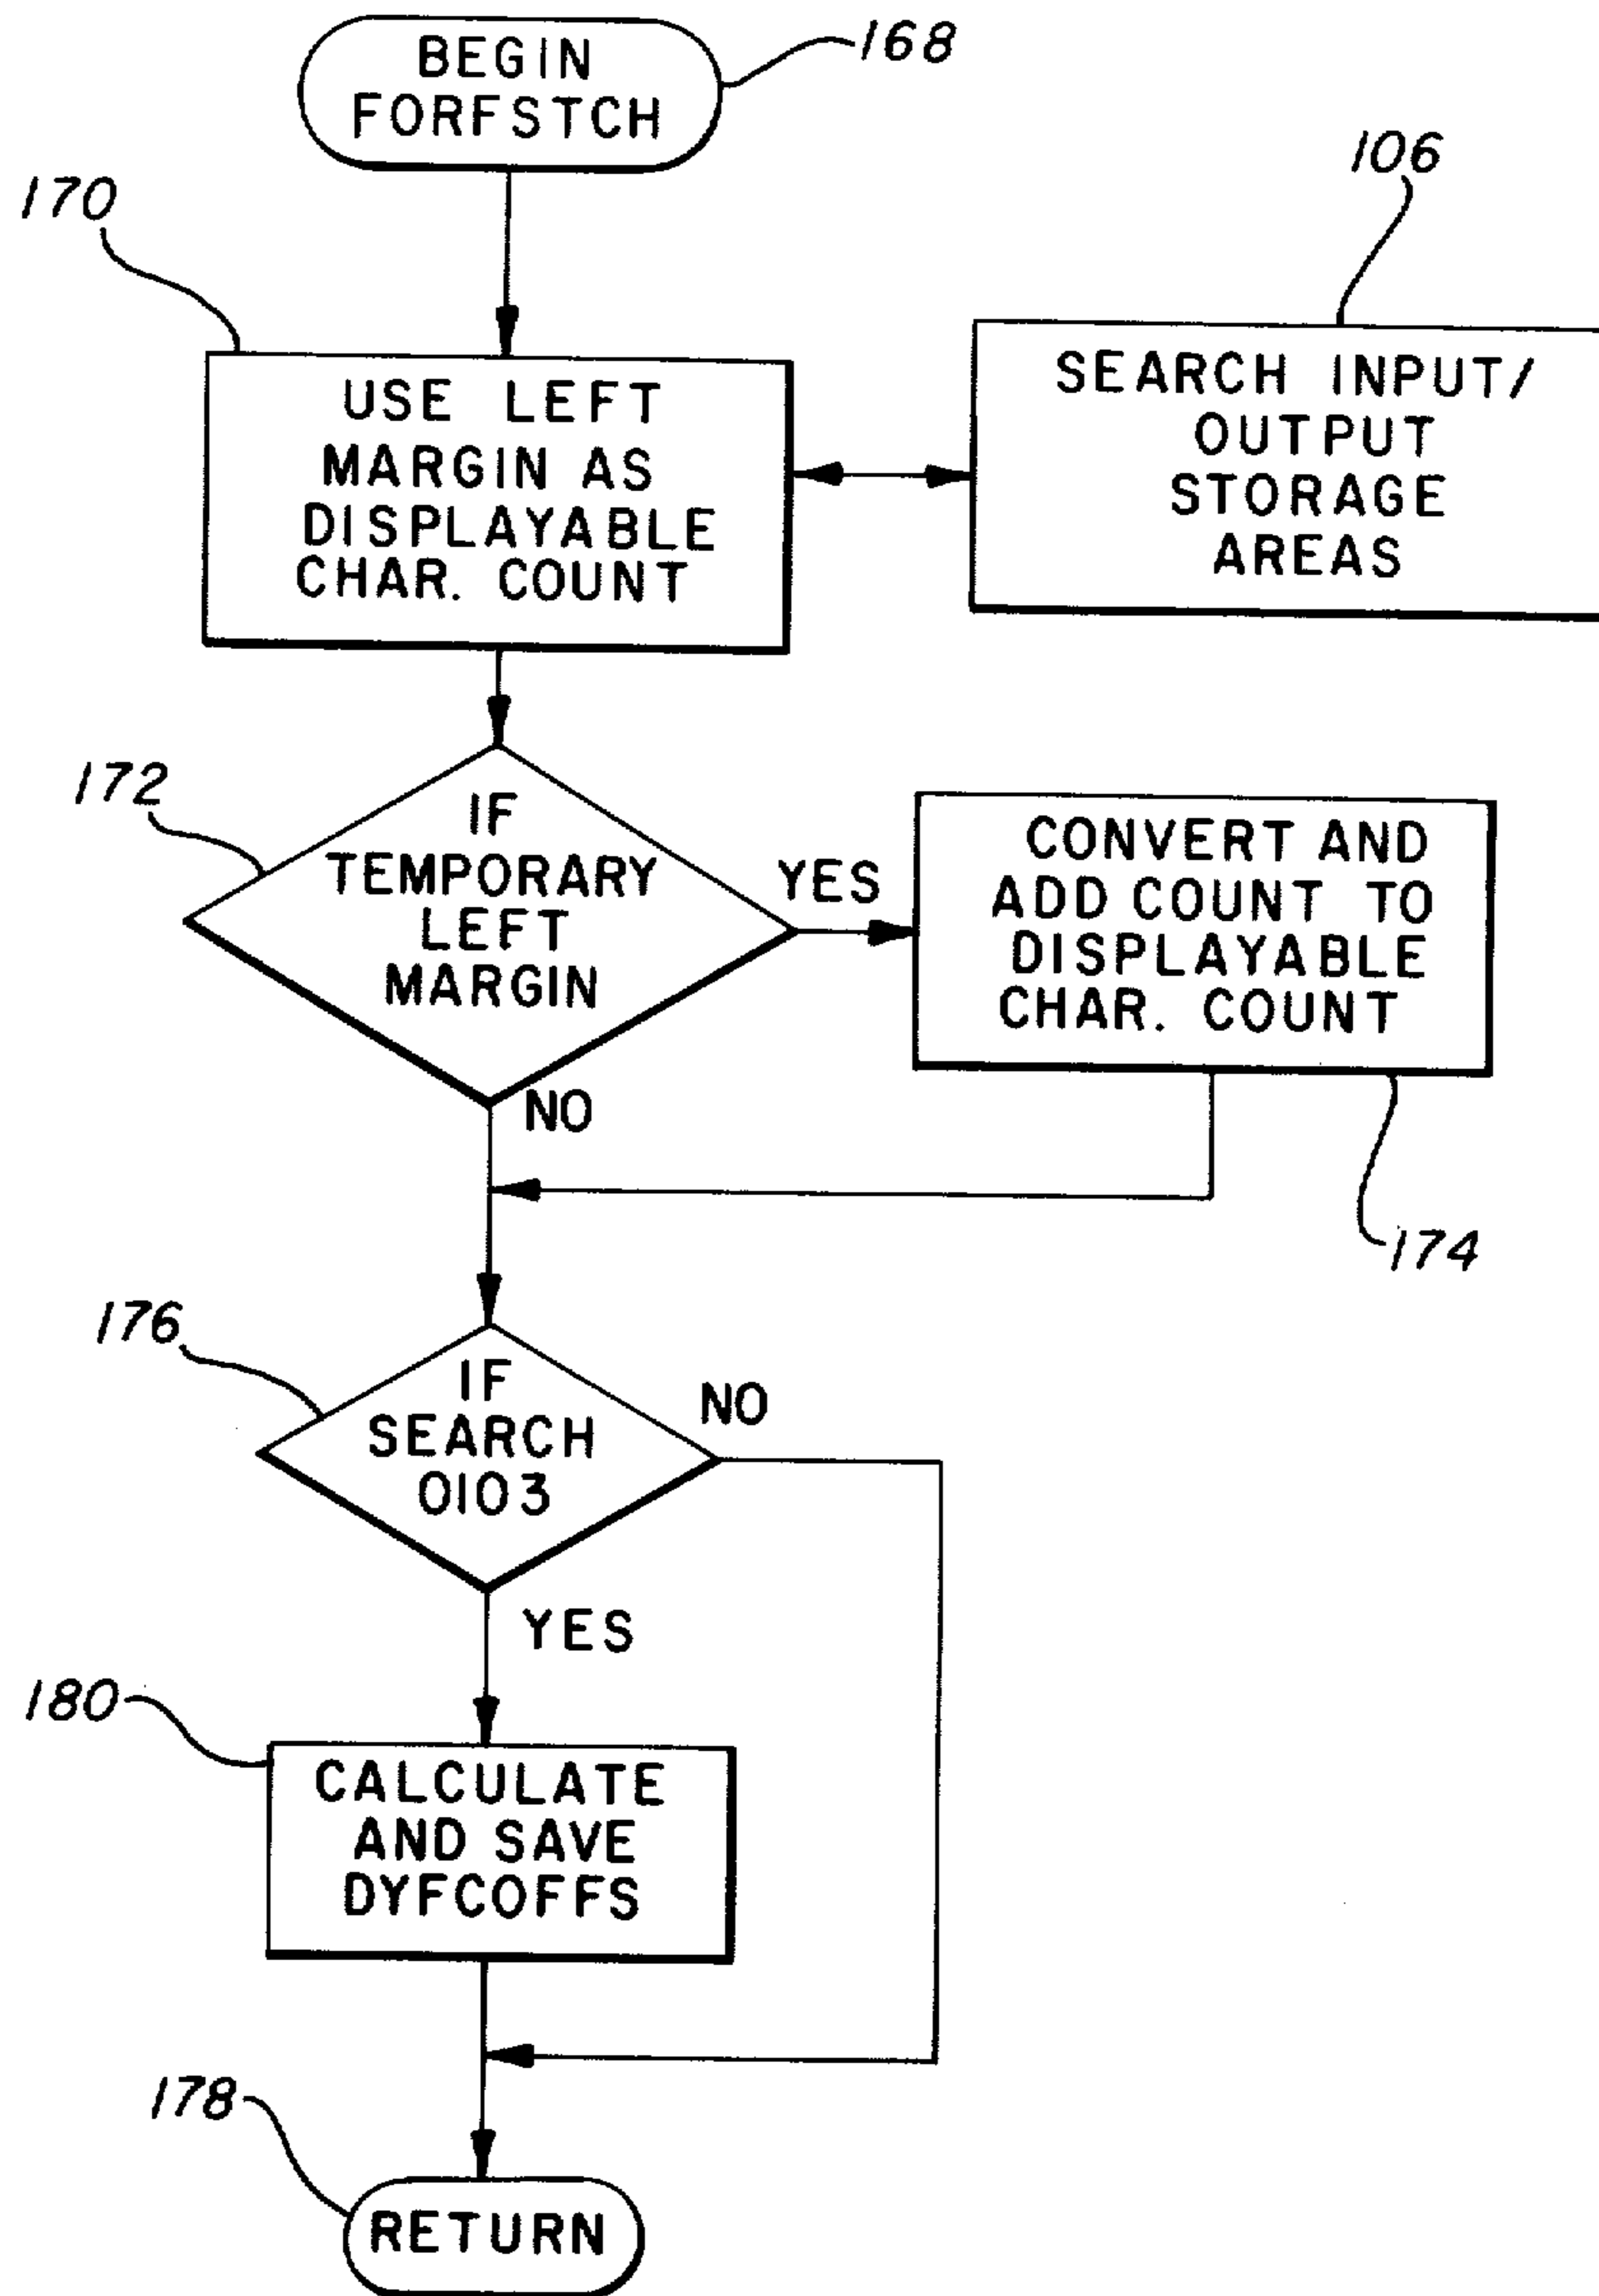 BEGIN
FORFSTCH
168
170
USE LEFT
MARGIN AS
DISPLAYABLE
CHAR. COUNT
106
SEARCH INPUT/
OUTPUT
STORAGE
AREAS
172
IF
TEMPORARY
LEFT
MARGIN
YES
NO
CONVERT AND
ADD COUNT TO
DISPLAYABLE
CHAR. COUNT
174
176
IF
SEARCH
0103
NO
YES
180
CALCULATE
AND SAVE
DYFCOFFS
178
RETURN